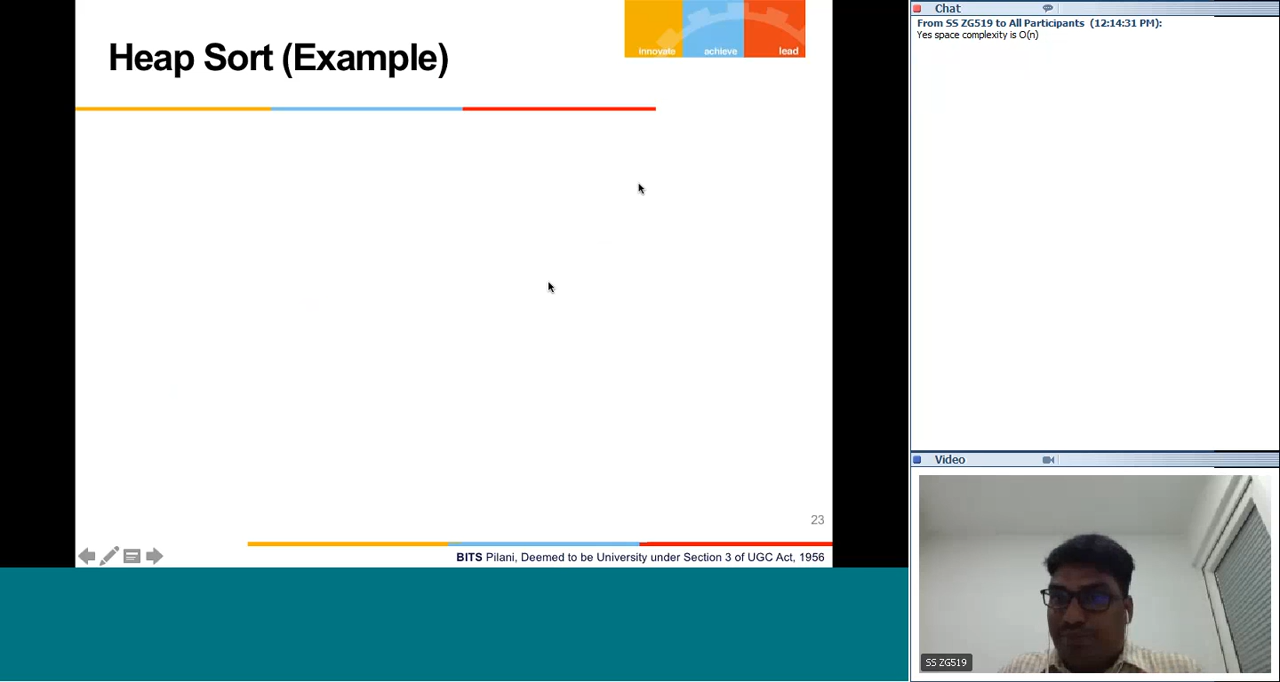 Heap Sort (Example)
innovate achieve lead
23
BITS Pilani, Deemed to be University under Section 3 of UGC Act, 1956
Chat
From SS ZG519 to All Participants (12:14:31 PM):
Yes space complexity is O(n)
Video
SS ZG519